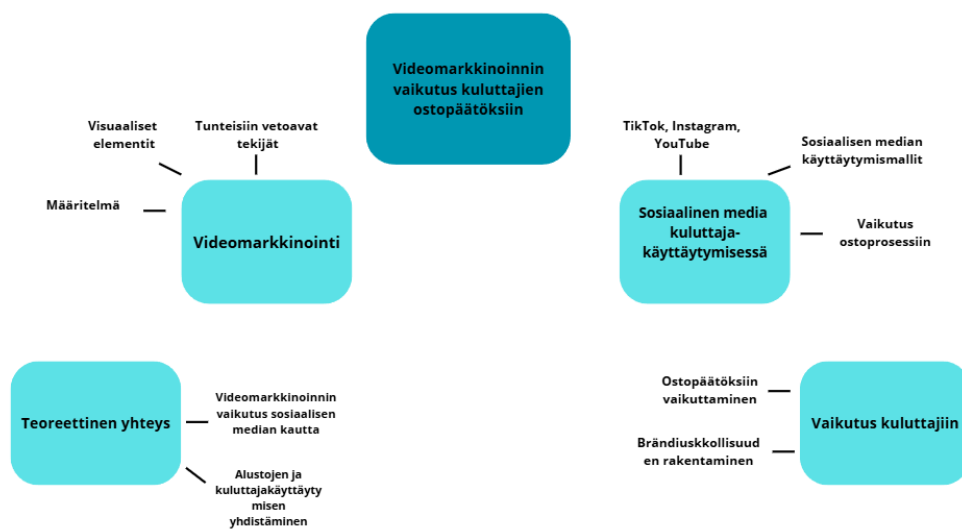 Videomarkkinoinnin
vaikutus kuluttajien
ostopäätöksiin
Visuaaliset
elementit
Tunteisiin vetoavat
tekijät
Määritelmä
Videomarkkinointi
TikTok, Instagram,
YouTube
Sosiaalisen median
käyttäytymismallit
Sosiaalinen media
kuluttaja-
käyttäytymisessä
Vaikutus
ostoprosessiin
Teoreettinen yhteys
Videomarkkinoinnin
vaikutus sosiaalisen
median kautta
Alustojen ja
kuluttajakäyttäyty
misen
yhdistäminen
Ostopäätöksiin
vaikuttaminen
Brändiuskkollisuud
en rakentaminen
Vaikutus kuluttajiin